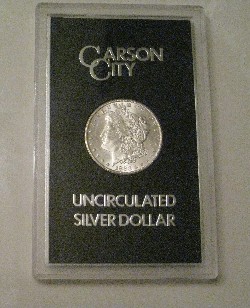 CARSON
CITY
UNCIRCULATED
SILVER DOLLAR